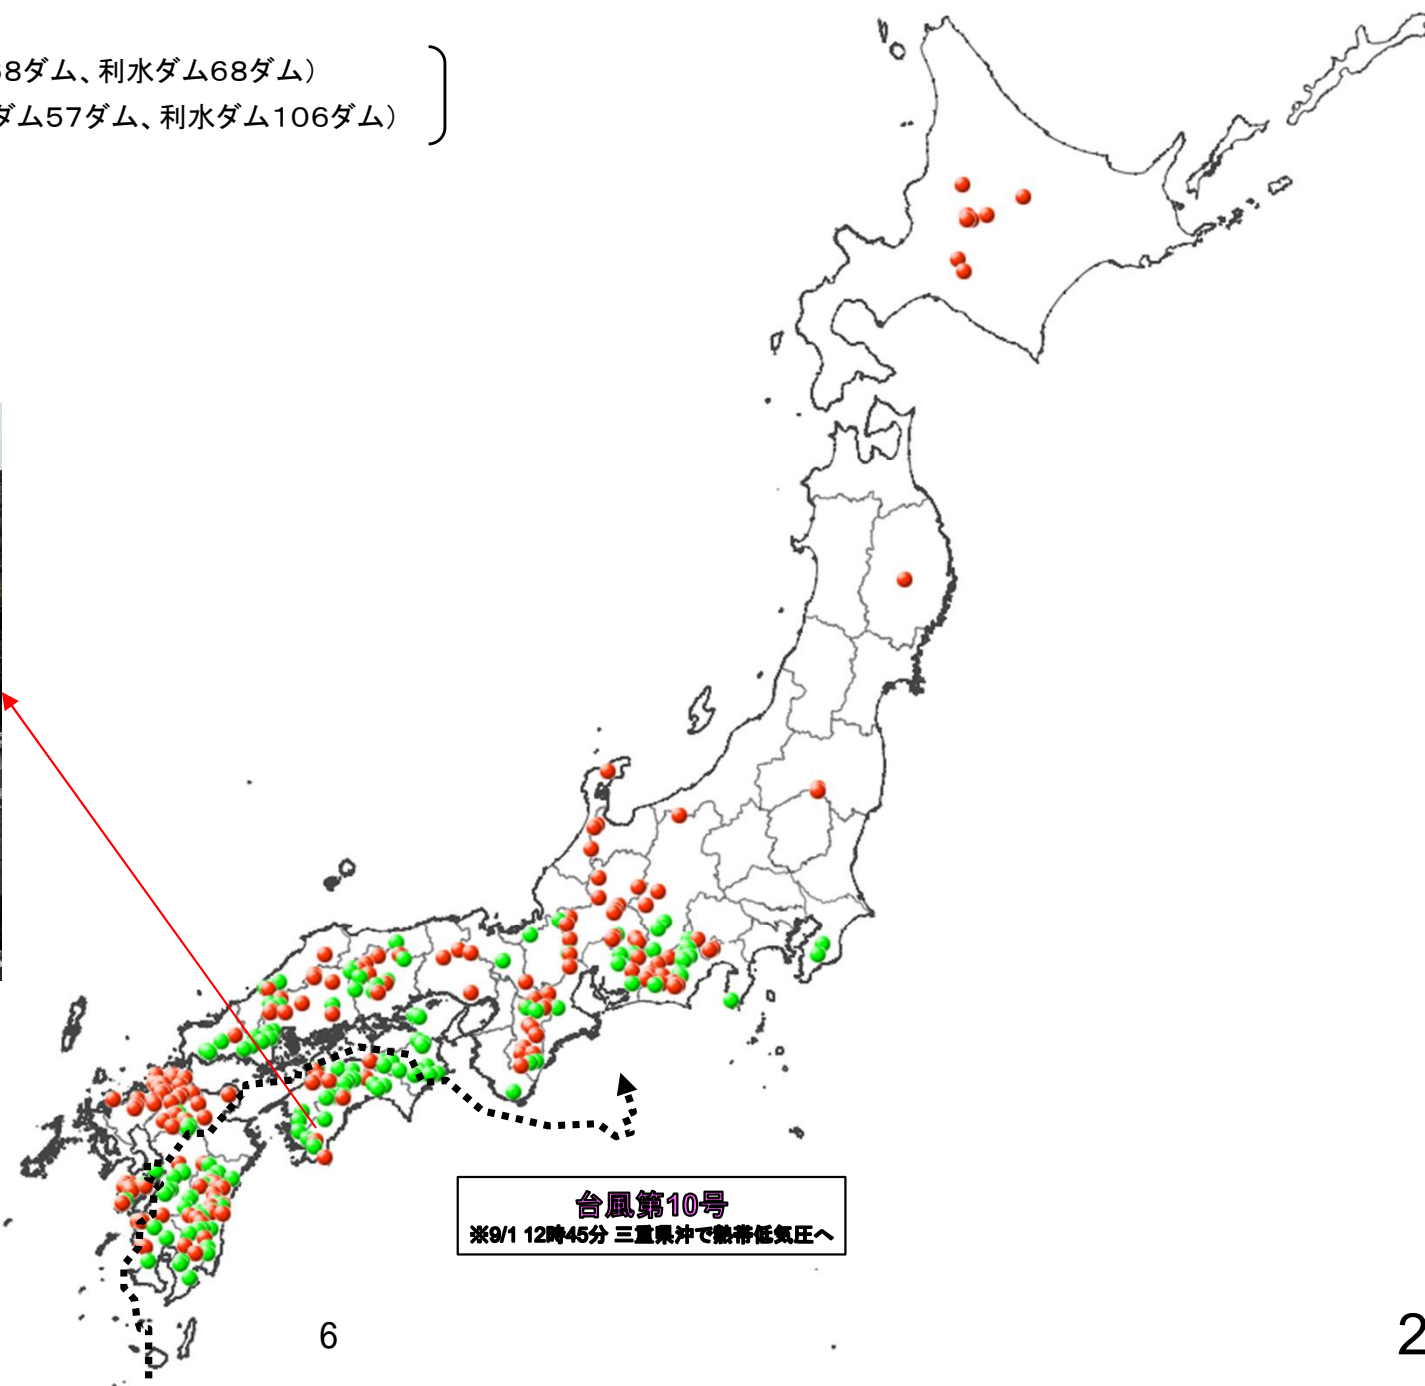 8ダム、利水ダム68ダム）
ダム57ダム、利水ダム106ダム）
台風第10号
※9/1 12時45分 三重県沖で熱帯低気圧へ
6
2